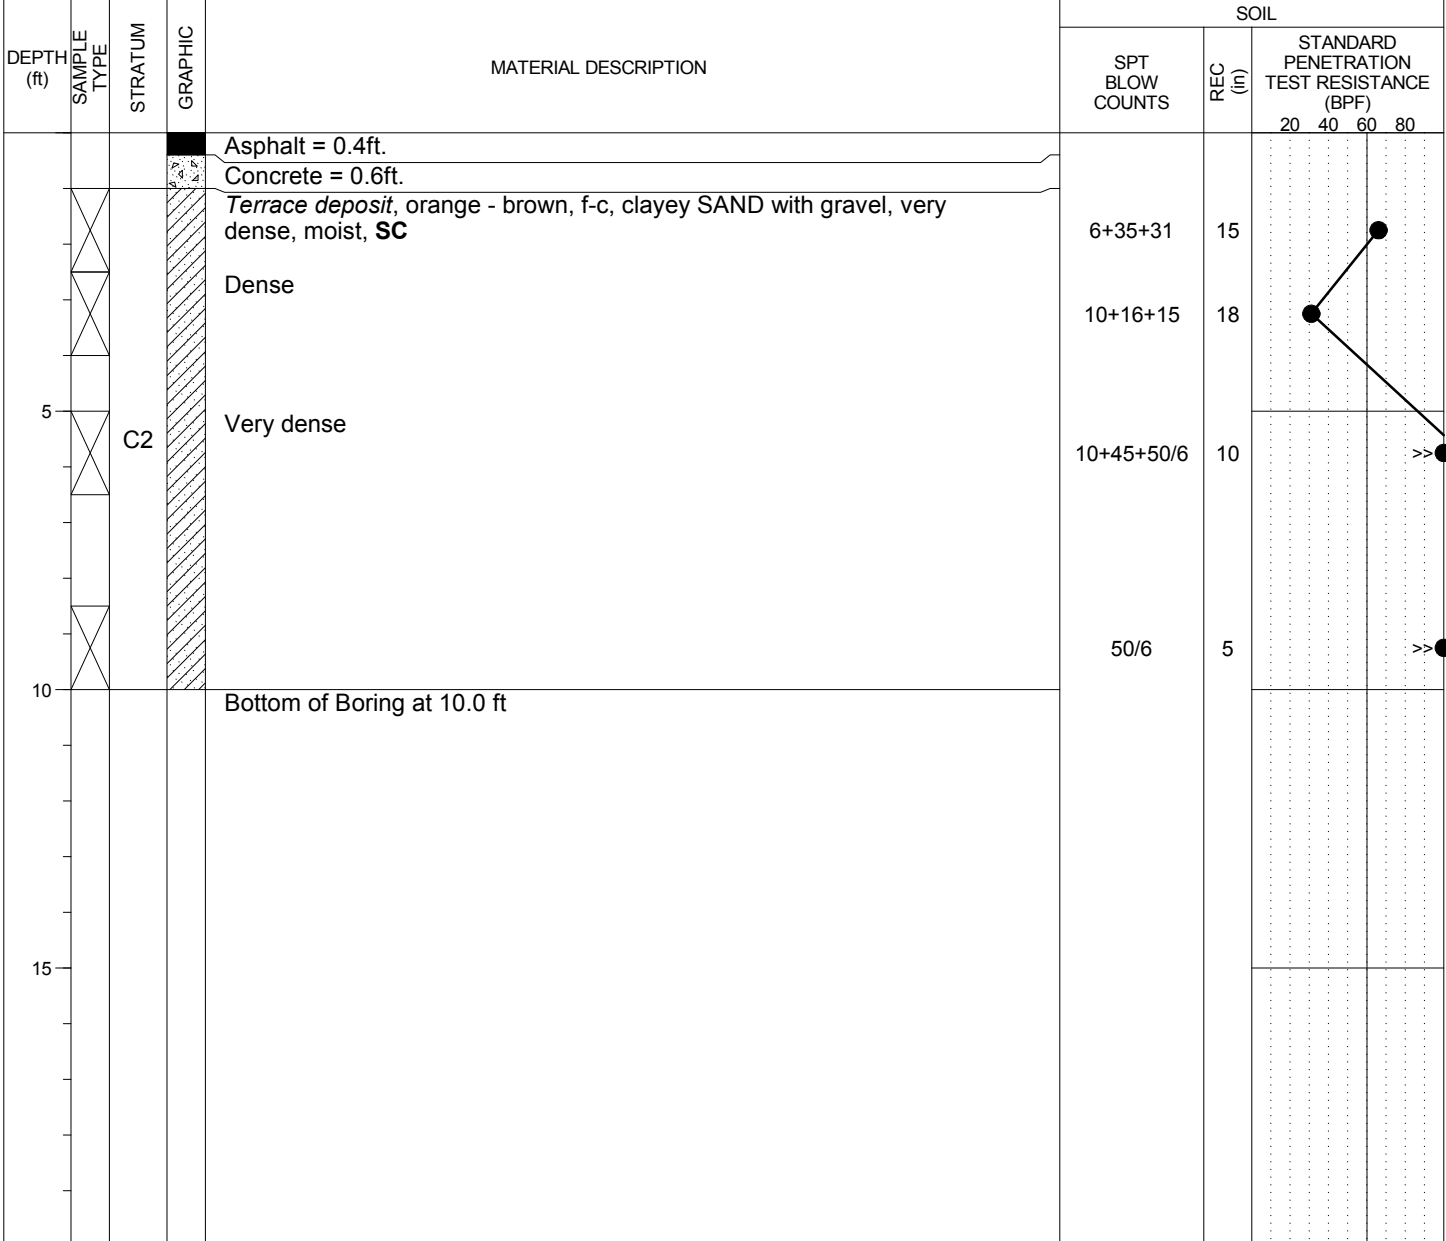 SOIL
DEPTH
(ft)
SAMPLE
TYPE
STRATUM
GRAPHIC
MATERIAL DESCRIPTION
SPT
BLOW
COUNTS
REC
(in)
STANDARD
PENETRATION
TEST RESISTANCE
(BPF)
20 40 60 80
Asphalt = 0.4ft.
Concrete = 0.6ft.
Terrace deposit, orange - brown, f-c, clayey SAND with gravel, very
dense, moist, SC
6+35+31 15
Dense
10+16+15 18
5
Very dense
C2
10+45+50/6 10 >>
50/6 5 >>
10
Bottom of Boring at 10.0 ft
15